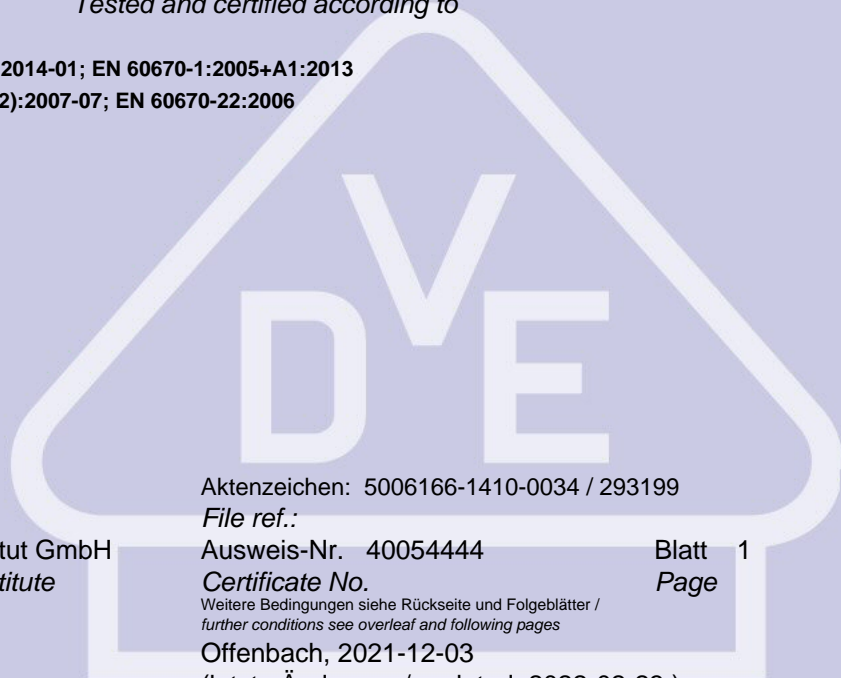 Tested and certified according to
2014-01; EN 60670-1:2005+A1:2013
2):2007-07; EN 60670-22:2006
D V E
Aktenzeichen: 5006166-1410-0034 / 293199
File ref.:
tut GmbH Ausweis-Nr. 40054444 Blatt 1
titute Certificate No. Page
Weitere Bedingungen siehe Rückseite und Folgeblätter /
further conditions see overleaf and following pages
Offenbach, 2021-12-03